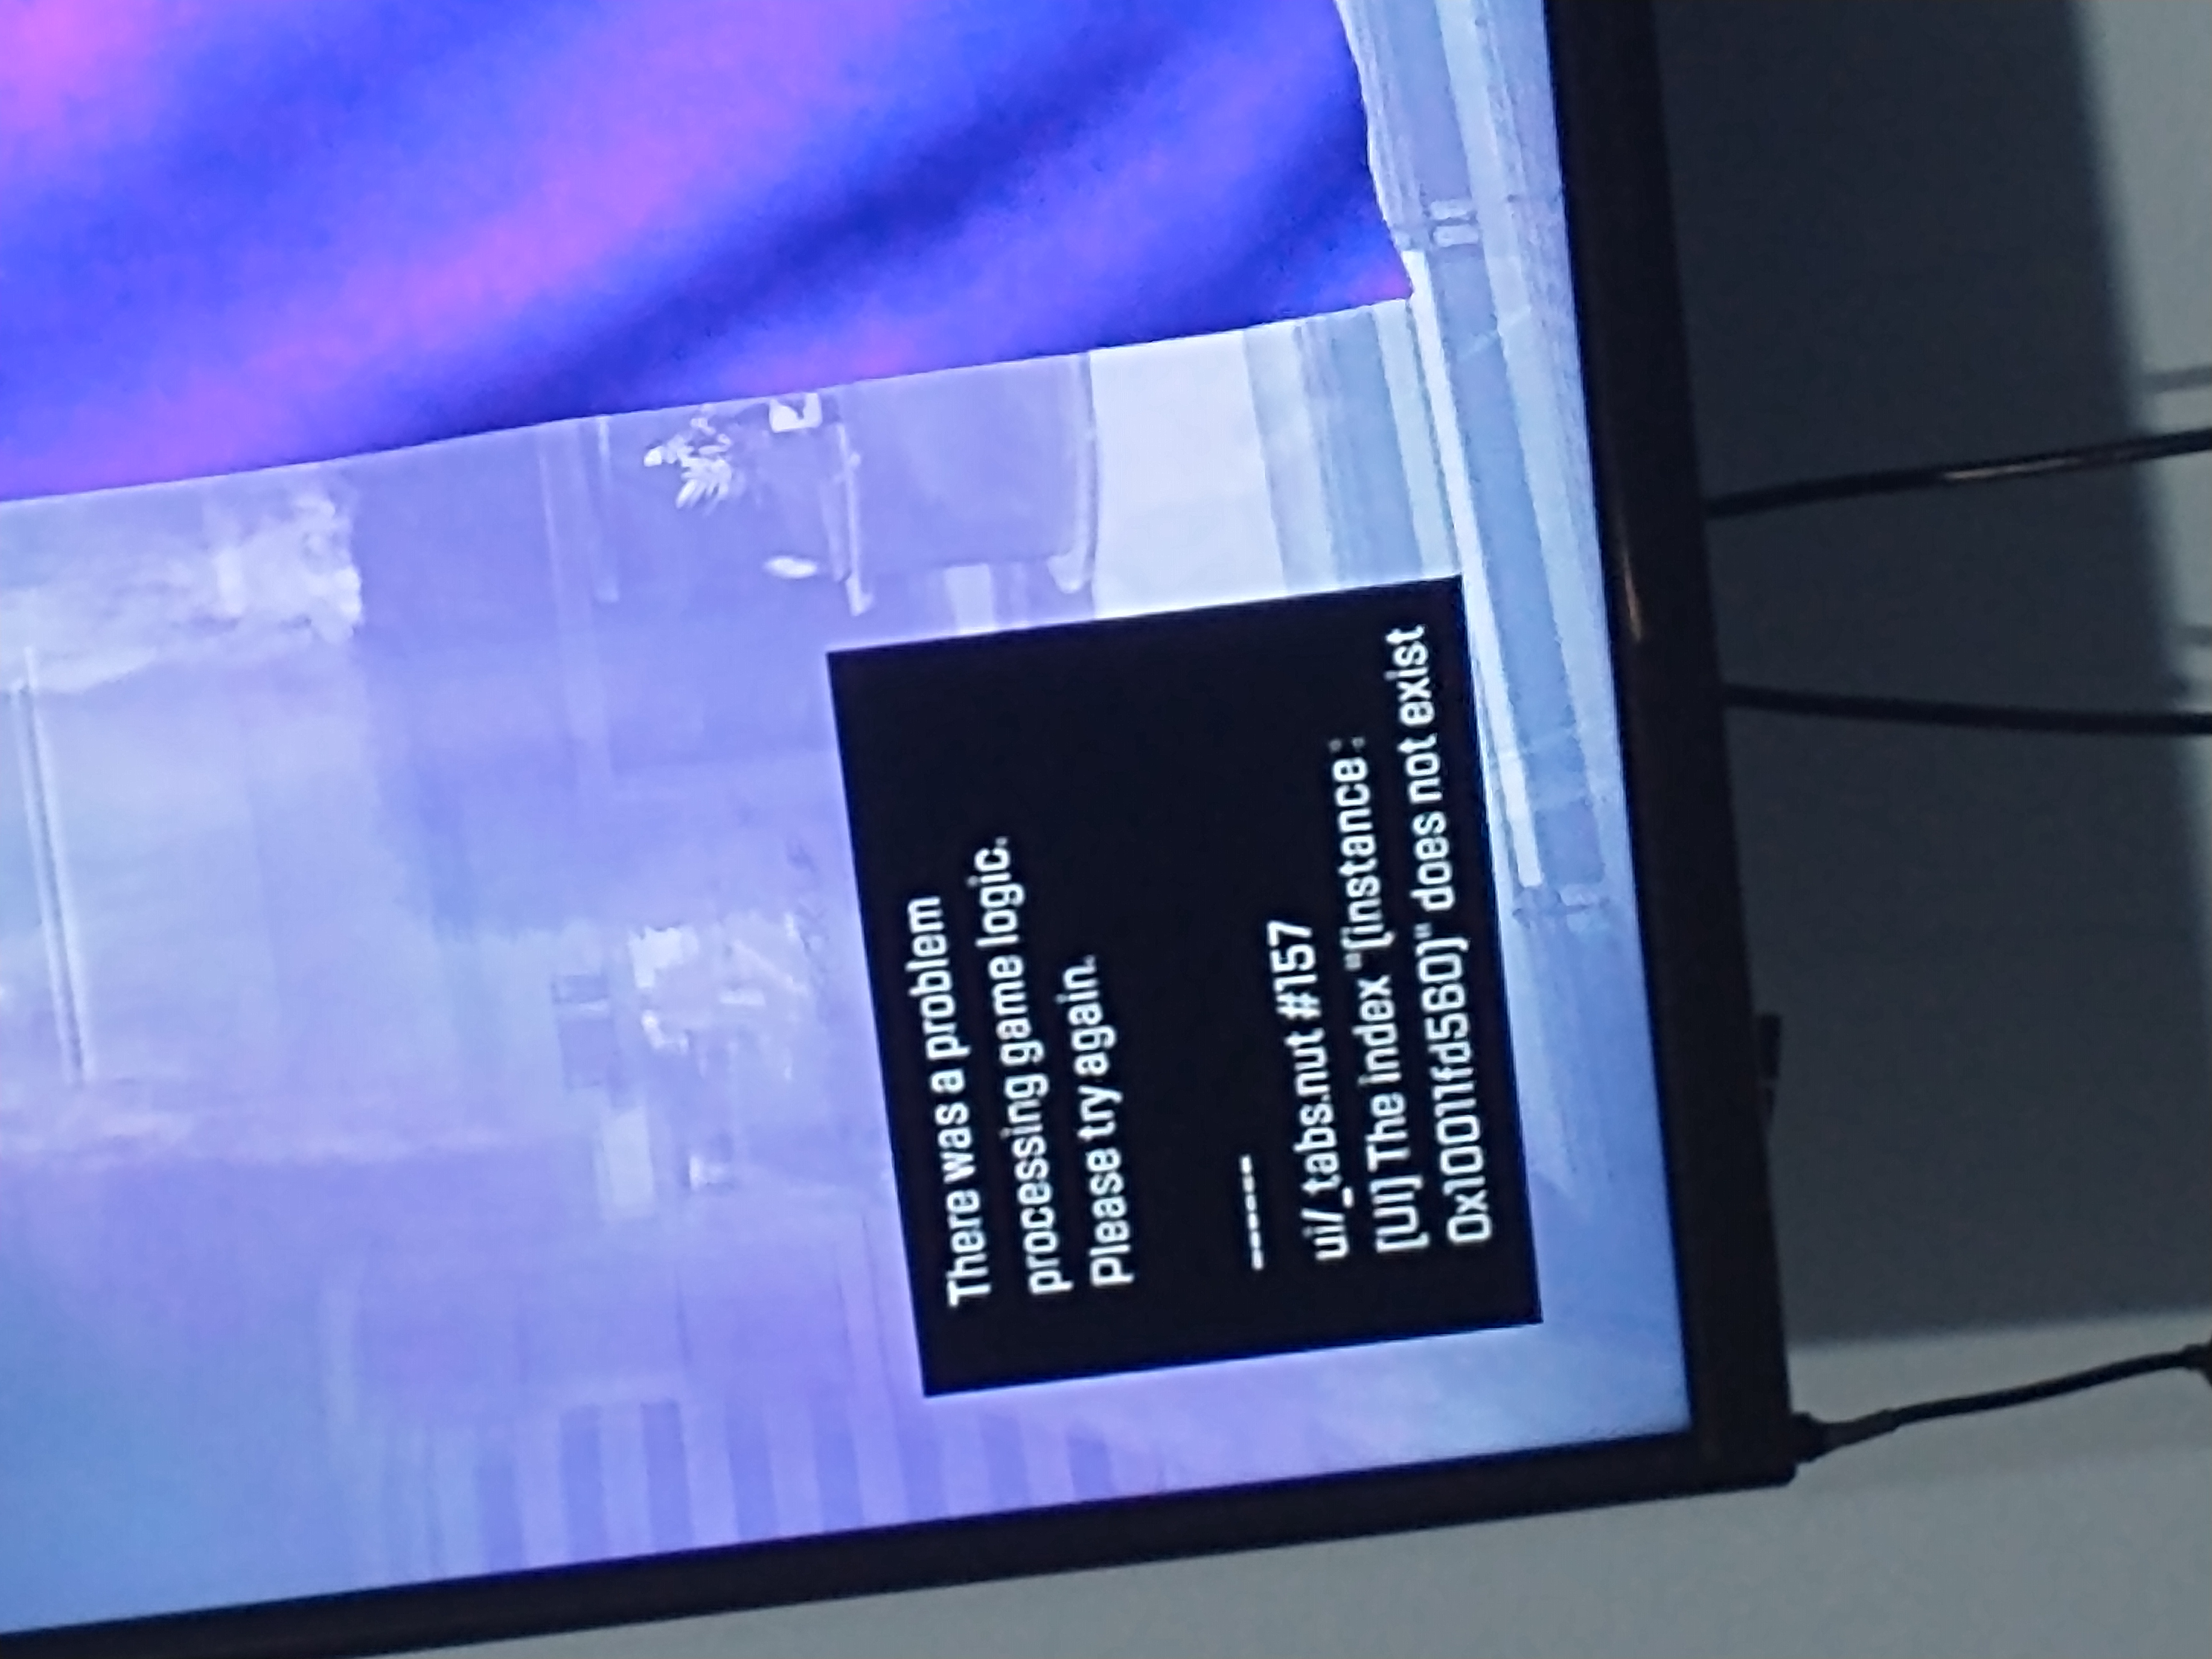 There was a problem
processing game logic.
Please try again.
------
ui/_tabs.nut #157
[UI] The index "(instance :
0x10011fd560)" does not exist